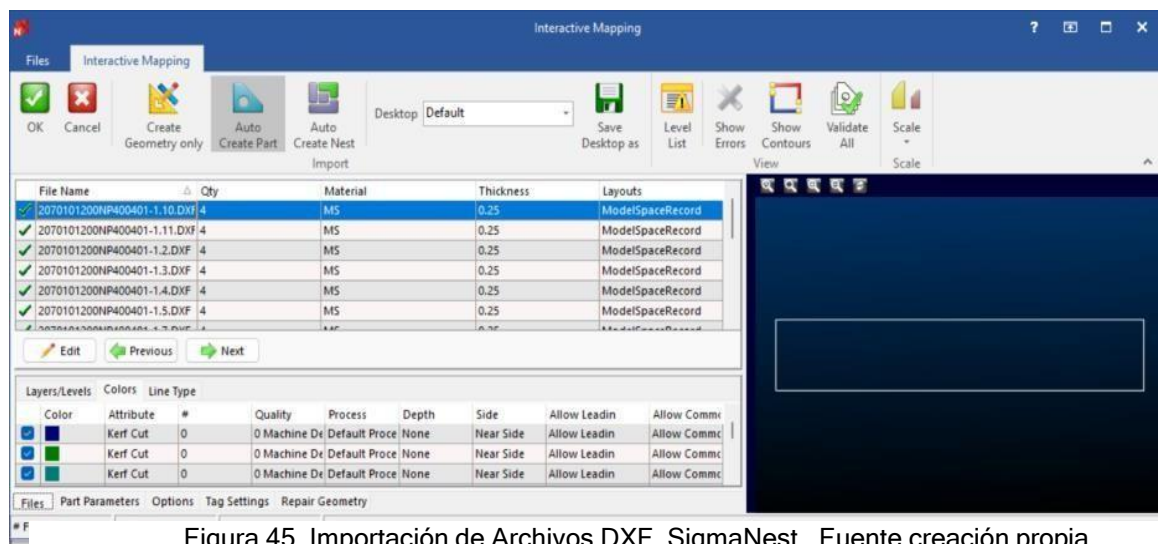 Interactive Mapping
?
Files Interactive Mapping
OK Cancel Create Geometry only Auto Create Part Auto Create Nest Desktop Default Save Desktop as Level List Show Errors Show Contours Validate All Scale
Import View Scale
File Name Qty Material Thickness Layouts
2070101200NP400401-1.10.DXF 4 MS 0.25 ModelSpaceRecord
2070101200NP400401-1.11.DXF 4 MS 0.25 ModelSpaceRecord
2070101200NP400401-1.2.DXF 4 MS 0.25 ModelSpaceRecord
2070101200NP400401-1.3.DXF 4 MS 0.25 ModelSpaceRecord
2070101200NP400401-1.4.DXF 4 MS 0.25 ModelSpaceRecord
2070101200NP400401-1.5.DXF 4 MS 0.25 ModelSpaceRecord
Edit Previous Next
Layers/Levels Colors Line Type
Color Attribute # Quality Process Depth Side Allow Leadin Allow Comm
Kerf Cut 0 0 Machine De Default Proce None Near Side Allow Leadin Allow Commc
Kerf Cut 0 0 Machine De Default Proce None Near Side Allow Leadin Allow Commc
Kerf Cut 0 0 Machine De Default Proce None Near Side Allow Leadin Allow Commc
Files Part Parameters Options Tag Settings Repair Geometry
# F
Figura 45. Importación de Archivos DXF, SigmaNest. Fuente creación propia